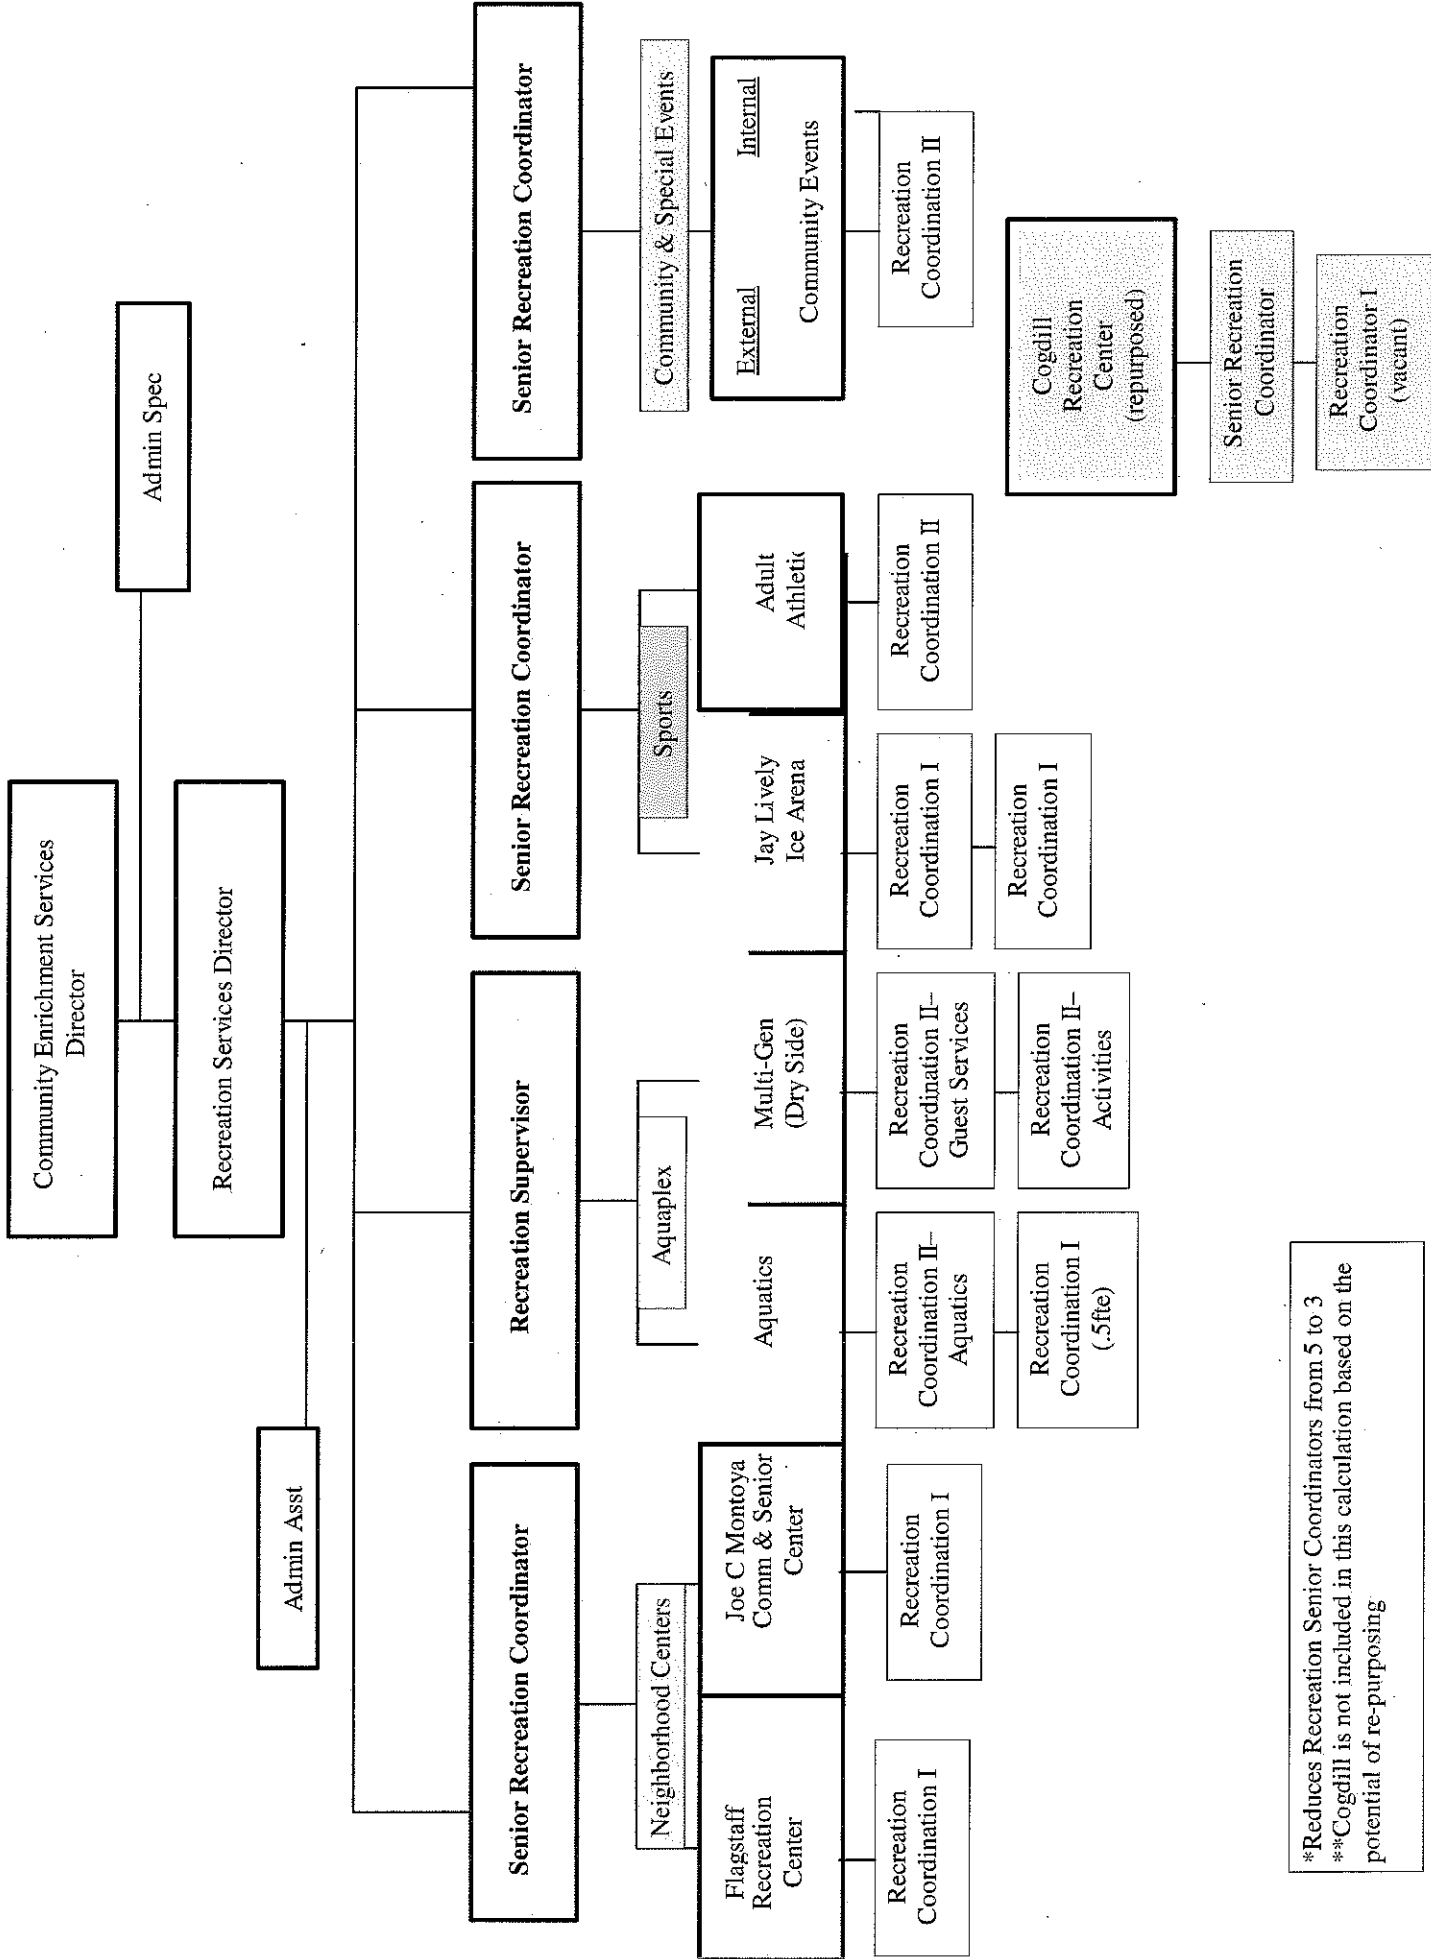 Community Enrichment Services
Director
Admin Spec
Recreation Services Director
Admin Asst
Senior Recreation Coordinator
Recreation Supervisor
Senior Recreation Coordinator
Senior Recreation Coordinator
Neighborhood Centers
Aquaplex
Sports
Community & Special Events
Flagstaff
Recreation
Center
Joe C Montoya
Comm & Senior
Center
Aquatics
Multi-Gen
(Dry Side)
Jay Lively
Ice Arena
Adult
Athletic
External
Internal
Community Events
Recreation
Coordination I
Recreation
Coordination I
Recreation
Coordination II–
Aquatics
Recreation
Coordination I
(.5fte)
Recreation
Coordination II–
Guest Services
Recreation
Coordination II–
Activities
Recreation
Coordination I
Recreation
Coordination I
Recreation
Coordination II
Recreation
Coordination II
Cogdill
Recreation
Center
(repurposed)
Senior Recreation
Coordinator
Recreation
Coordinator I
(vacant)
*Reduces Recreation Senior Coordinators from 5 to 3
**Cogdill is not included in this calculation based on the
potential of re-purposing